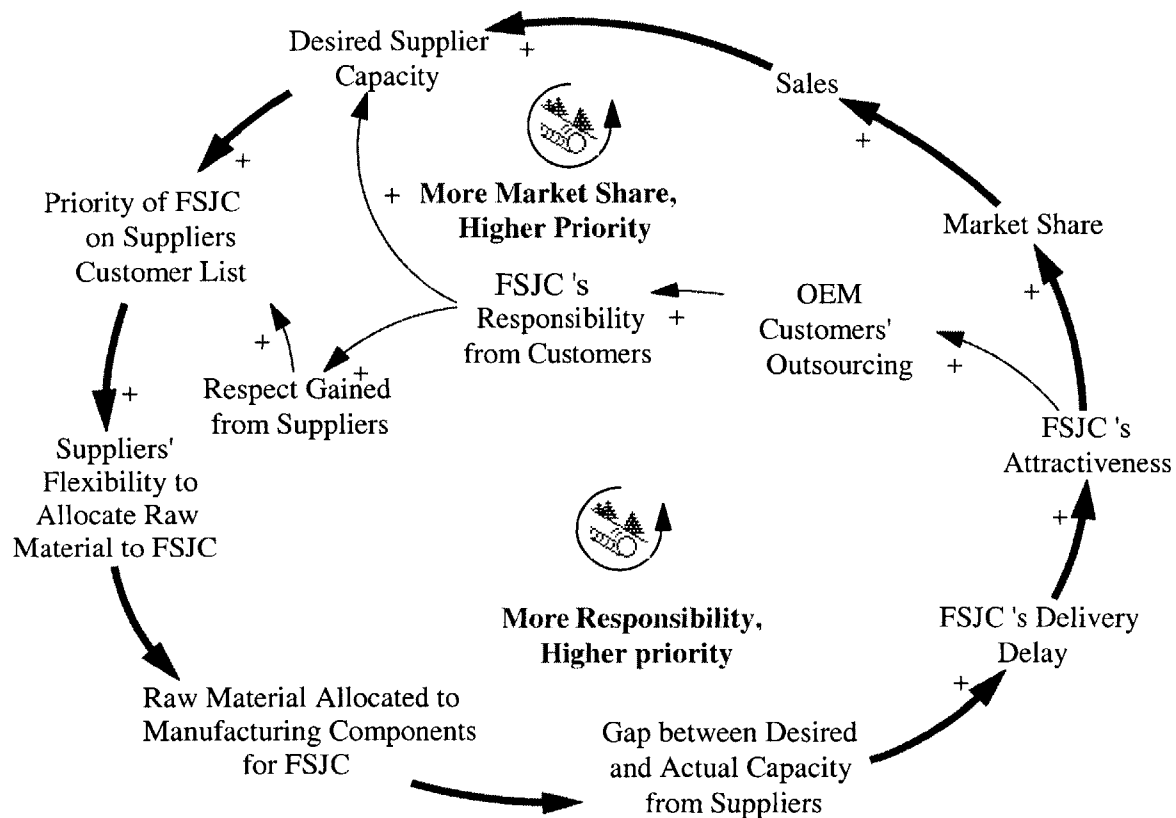 Desired Supplier
Capacity
+
Sales
+
+
Priority of FSJC
on Suppliers
Customer List
+
More Market Share,
Higher Priority
Market Share
+
FSJC 's
Responsibility
from Customers
+
OEM
Customers'
Outsourcing
+
+
+
Respect Gained
from Suppliers
+
Suppliers'
Flexibility to
Allocate Raw
Material to FSJC
FSJC 's
Attractiveness
+
More Responsibility,
Higher priority
FSJC 's Delivery
Delay
+
Raw Material Allocated to
Manufacturing Components
for FSJC
Gap between Desired
and Actual Capacity
from Suppliers